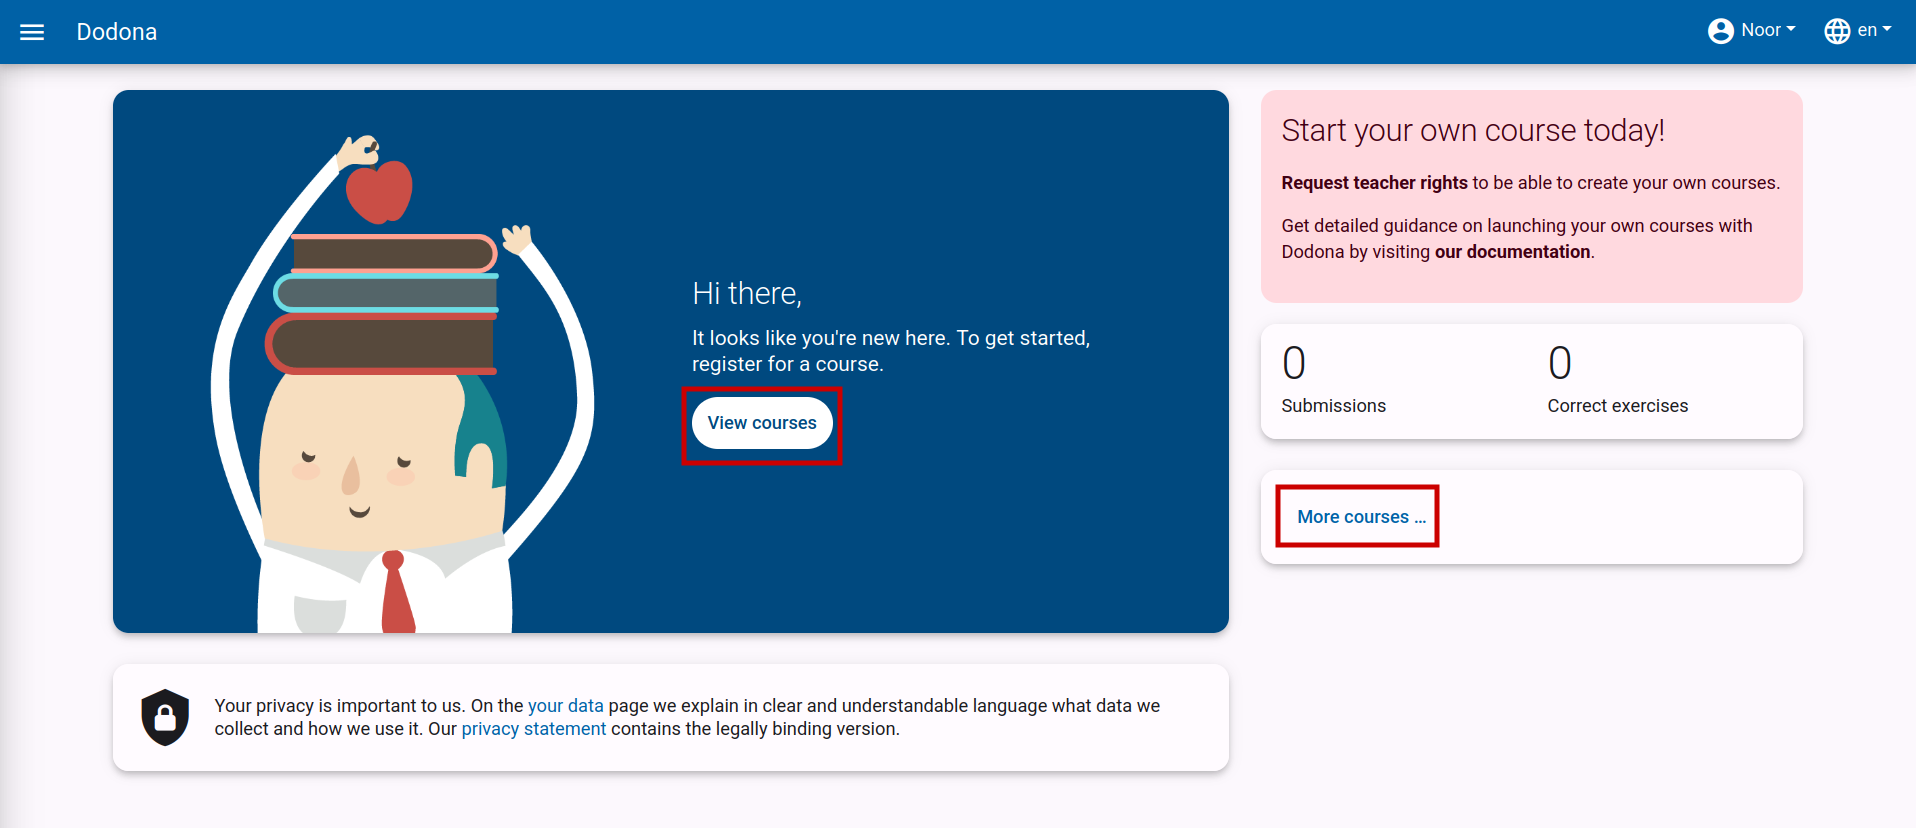 Dodona
Noor
en
Hi there,
It looks like you're new here. To get started,
register for a course.
View courses
Start your own course today!
Request teacher rights to be able to create your own courses.
Get detailed guidance on launching your own courses with
Dodona by visiting our documentation.
0
Submissions
0
Correct exercises
More courses ...
Your privacy is important to us. On the your data page we explain in clear and understandable language what data we
collect and how we use it. Our privacy statement contains the legally binding version.